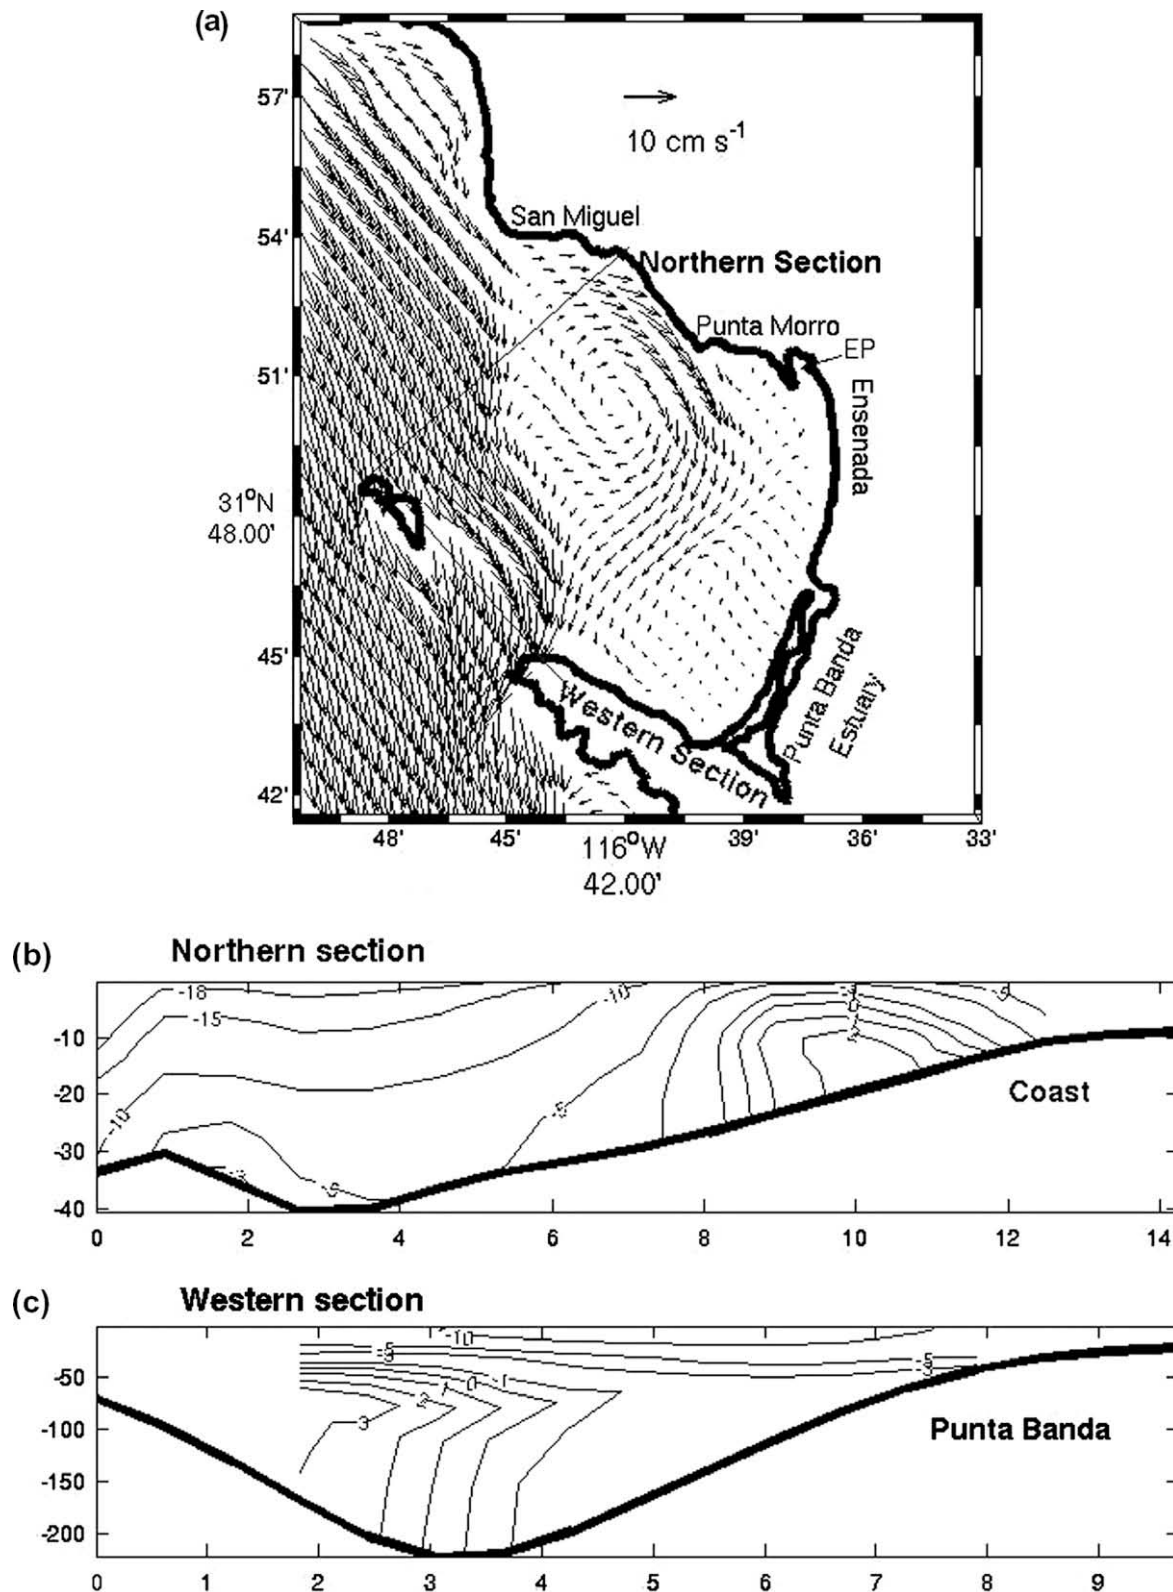 (a)
57'
10 cm s-1
San Miguel
54'
Northern Section
Punta Morro
EP
51'
Ensenada
31°N
48.00'
45'
Western Section
Punta Banda
Estuary
42'
48' 45' 39' 36' 33'
116°W
42.00'
(b) Northern section
-18
-10
-5
-15
-10
0
-20
-10
-5
Coast
-30
-3
-5
-40
0 2 4 6 8 10 12 14
(c) Western section
-10
-5
-3
-5
-3
-50
-1
0
1
2
3
-100
Punta Banda
-150
-200
0 1 2 3 4 5 6 7 8 9